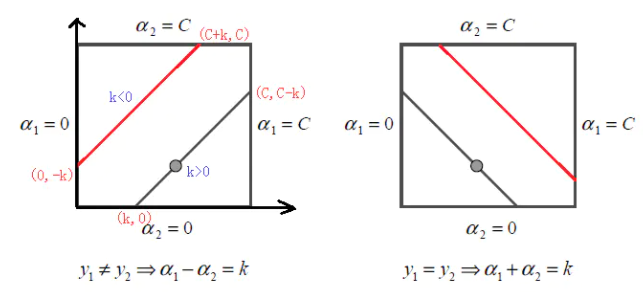 α₂ = C
(C+k, C)
k<0
(C, C-k)
α₁ = 0
α₁ = C
(0, -k)
k>0
(k, 0)
α₂ = 0
y₁ ≠ y₂ ⇒ α₁ − α₂ = k
α₂ = C
α₁ = 0
α₁ = C
α₂ = 0
y₁ = y₂ ⇒ α₁ + α₂ = k